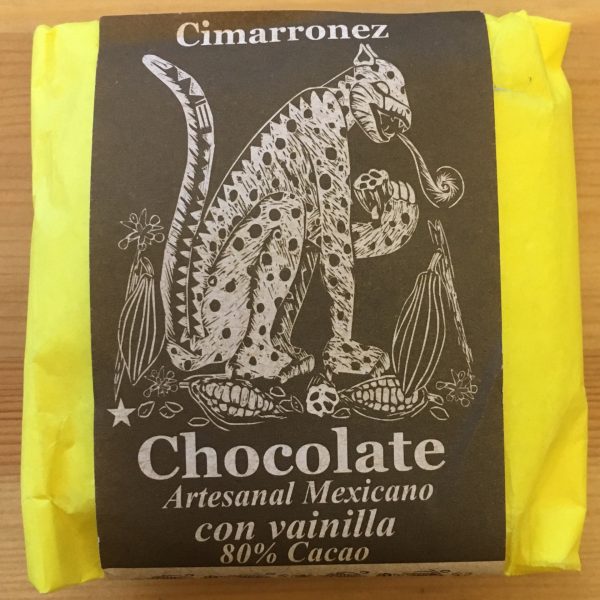 Cimarronez
Chocolate
Artesanal Mexicano
con vainilla
80% Cacao